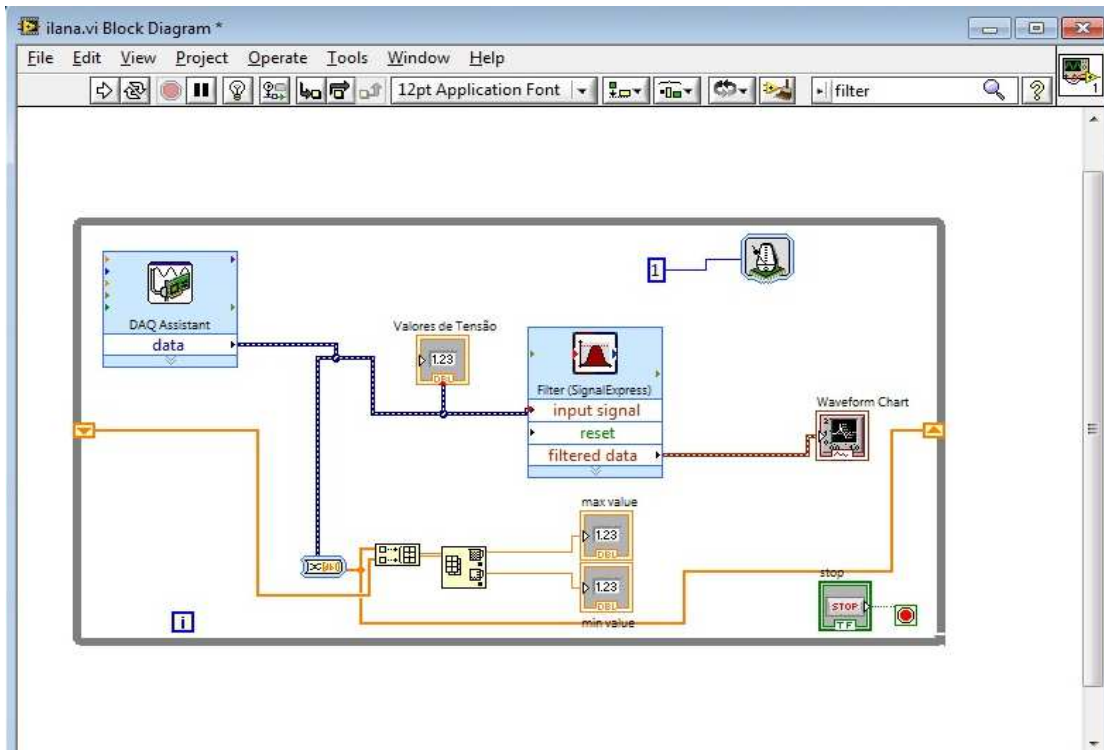 ilana.vi Block Diagram *
File Edit View Project Operate Tools Window Help
12pt Application Font
filter
1
1
DAQ Assistant
data
Valores de Tensão
1.23
DBL
Filter (SignalExpress)
input signal
reset
filtered data
Waveform Chart
max value
1.23
DBL
1.23
DBL
min value
stop
STOP
TF
i